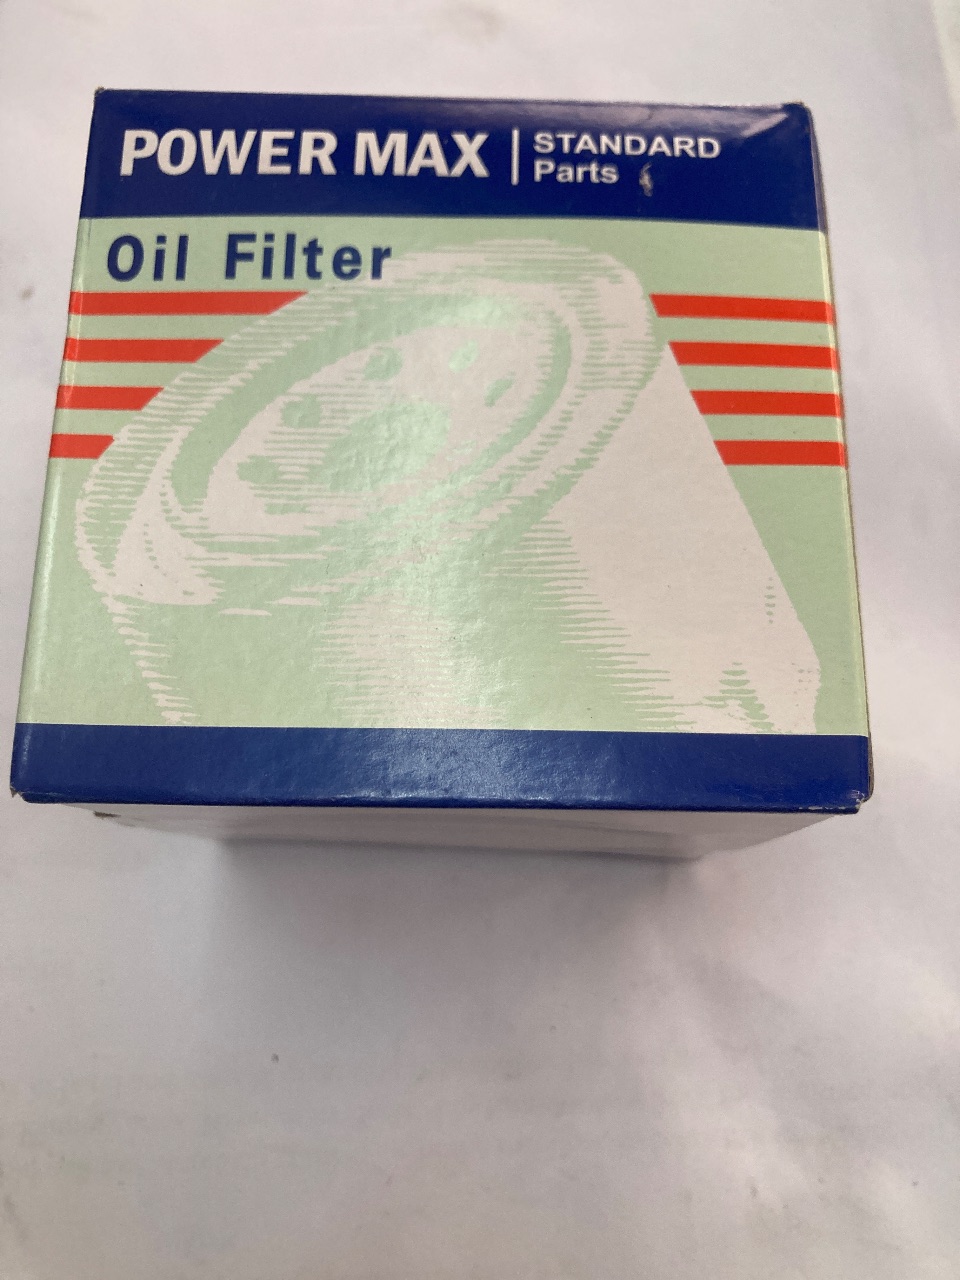 POWER MAX | STANDARD
Parts
Oil Filter